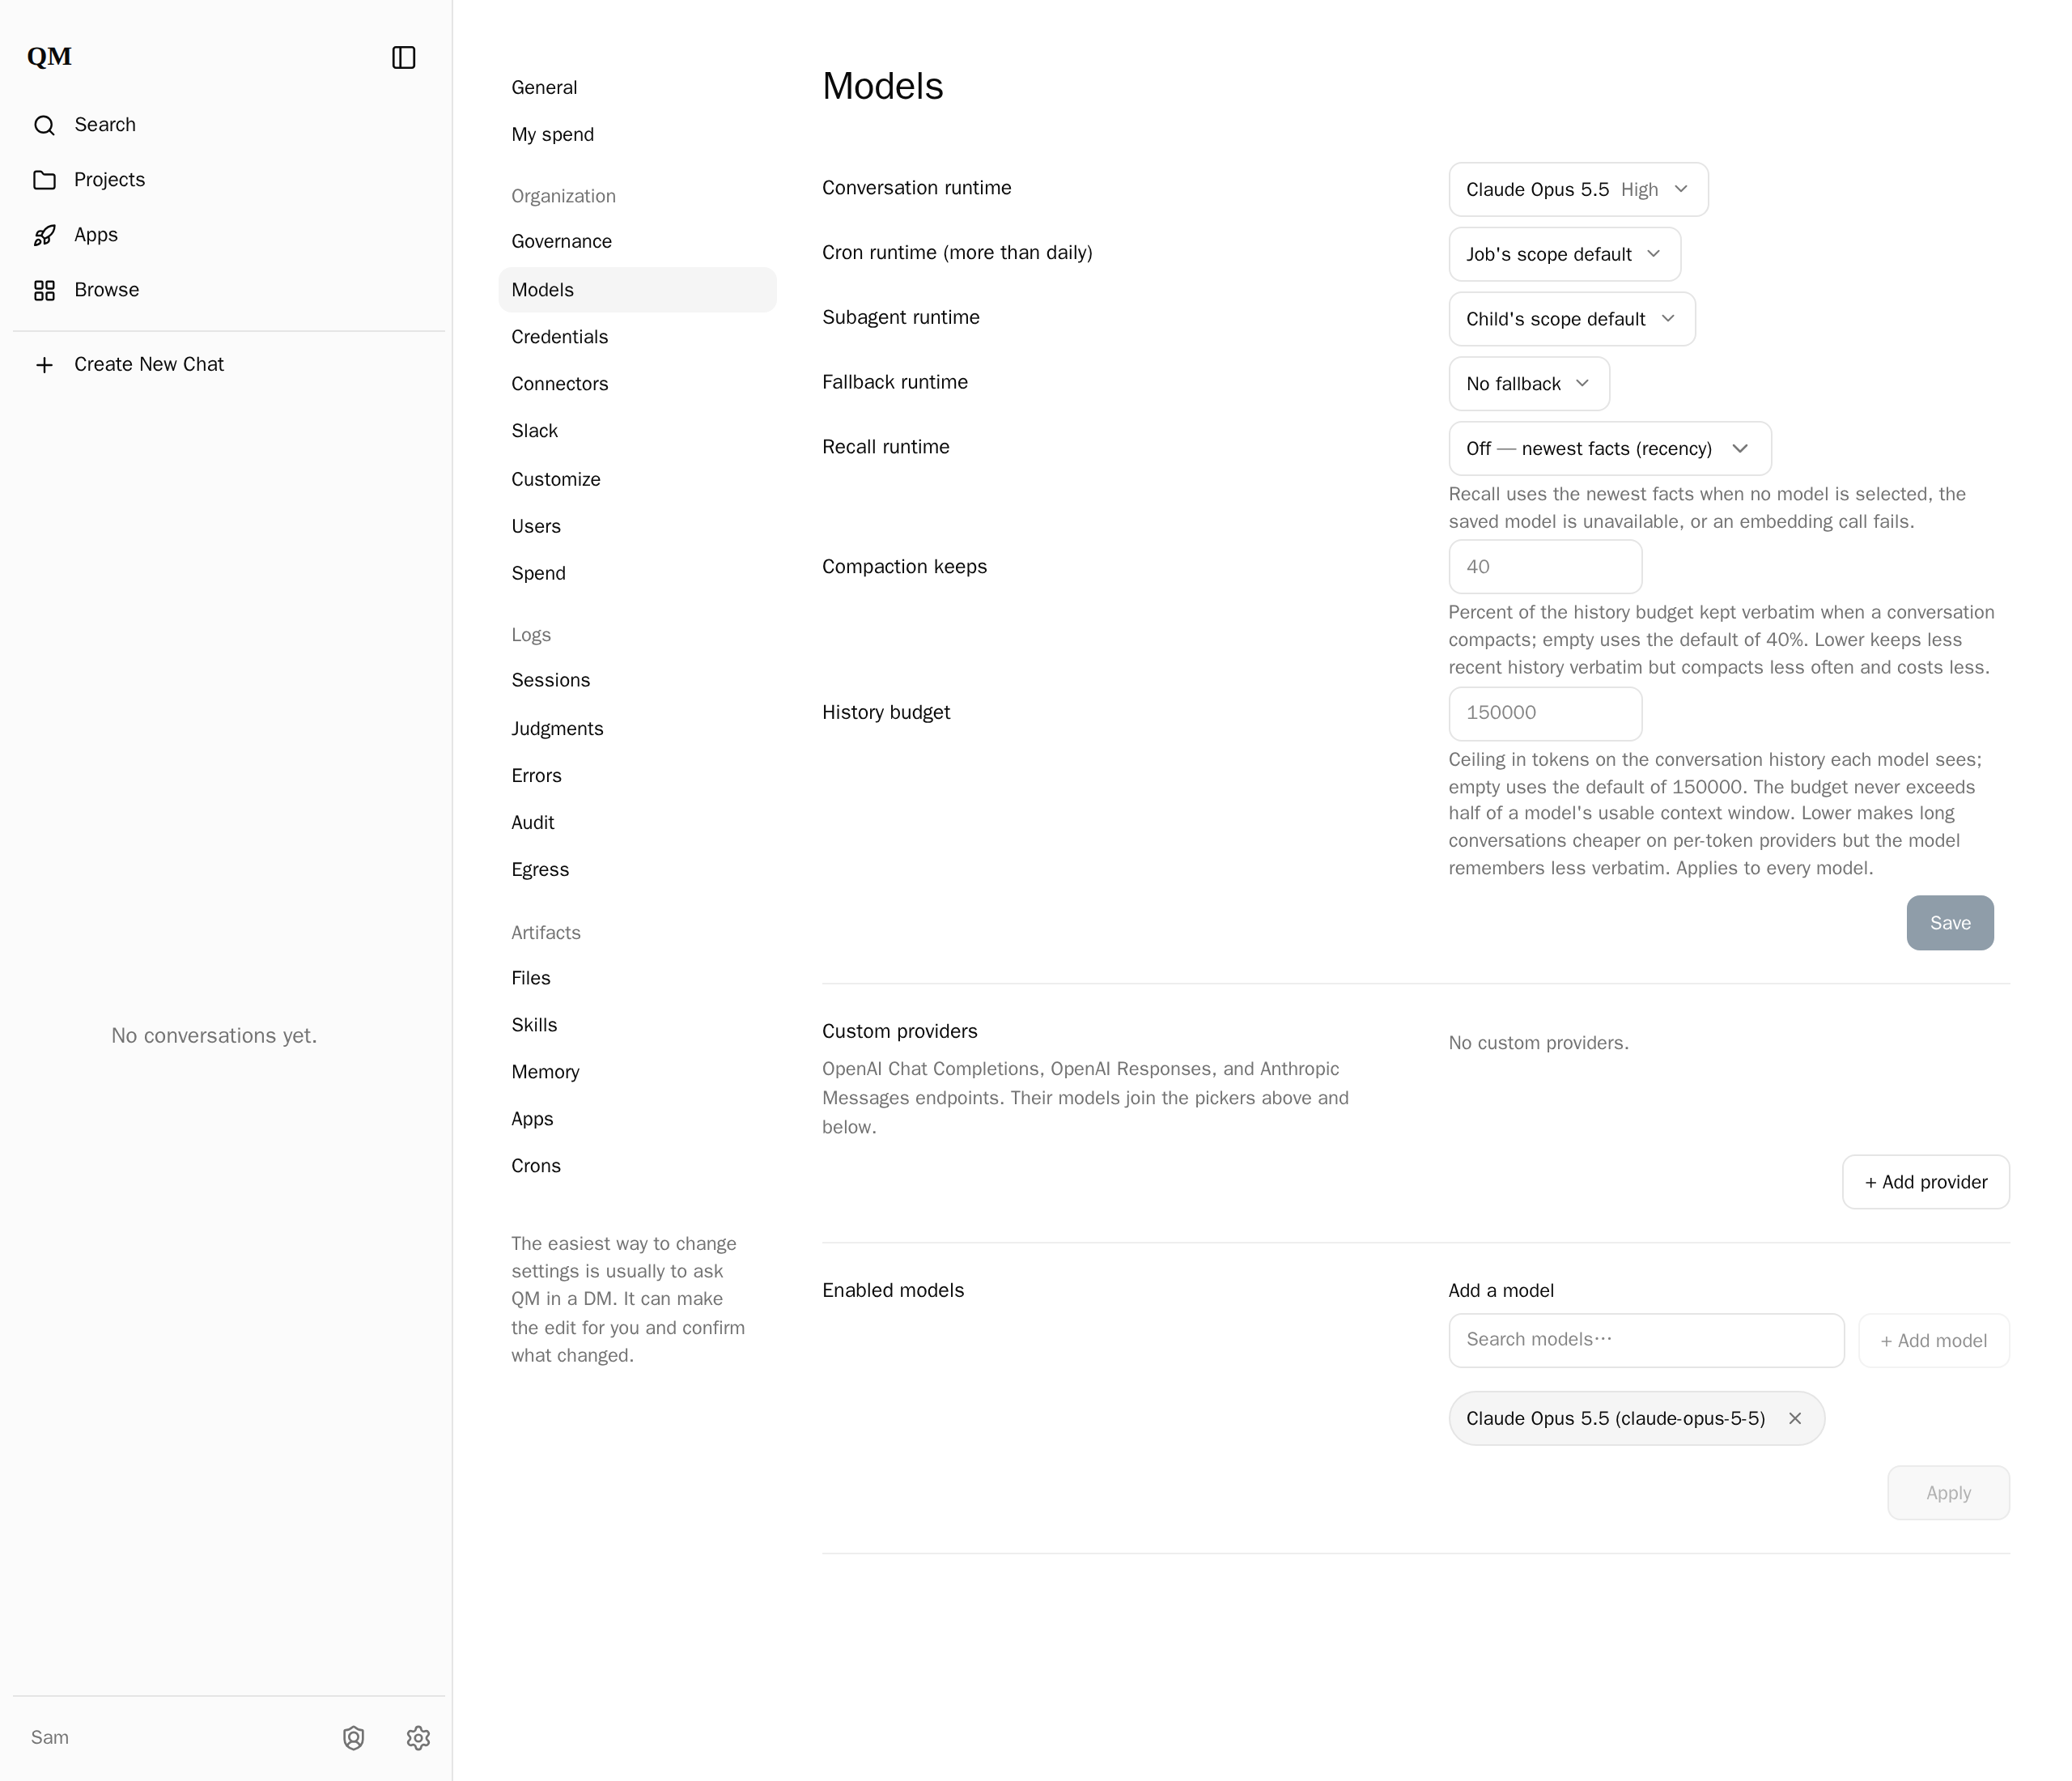 QM
Search
Projects
Apps
Browse
Create New Chat
No conversations yet.
Sam
General
My spend
Organization
Governance
Models
Credentials
Connectors
Slack
Customize
Users
Spend
Logs
Sessions
Judgments
Errors
Audit
Egress
Artifacts
Files
Skills
Memory
Apps
Crons
The easiest way to change
settings is usually to ask
QM in a DM. It can make
the edit for you and confirm
what changed.
Models
Conversation runtime
Claude Opus 5.5 High
Cron runtime (more than daily)
Job's scope default
Subagent runtime
Child's scope default
Fallback runtime
No fallback
Recall runtime
Off — newest facts (recency)
Recall uses the newest facts when no model is selected, the
saved model is unavailable, or an embedding call fails.
Compaction keeps
40
Percent of the history budget kept verbatim when a conversation
compacts; empty uses the default of 40%. Lower keeps less
recent history verbatim but compacts less often and costs less.
History budget
150000
Ceiling in tokens on the conversation history each model sees;
empty uses the default of 150000. The budget never exceeds
half of a model's usable context window. Lower makes long
conversations cheaper on per-token providers but the model
remembers less verbatim. Applies to every model.
Save
Custom providers
OpenAI Chat Completions, OpenAI Responses, and Anthropic
Messages endpoints. Their models join the pickers above and
below.
No custom providers.
+ Add provider
Enabled models
Add a model
Search models…
+ Add model
Claude Opus 5.5 (claude-opus-5-5)
Apply